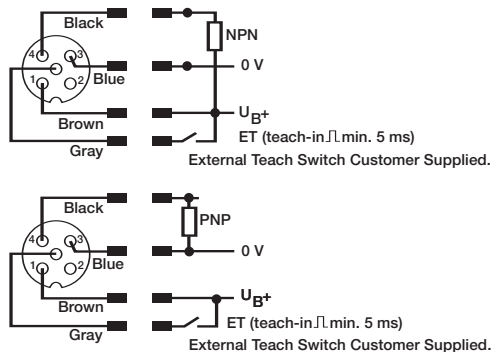 Black
NPN
4 3
0 V
1 2
Blue
Brown
UB+
ET (teach-in⎍min. 5 ms)
Gray
External Teach Switch Customer Supplied.
Black
PNP
4 3
0 V
1 2
Blue
Brown
UB+
ET (teach-in⎍min. 5 ms)
Gray
External Teach Switch Customer Supplied.